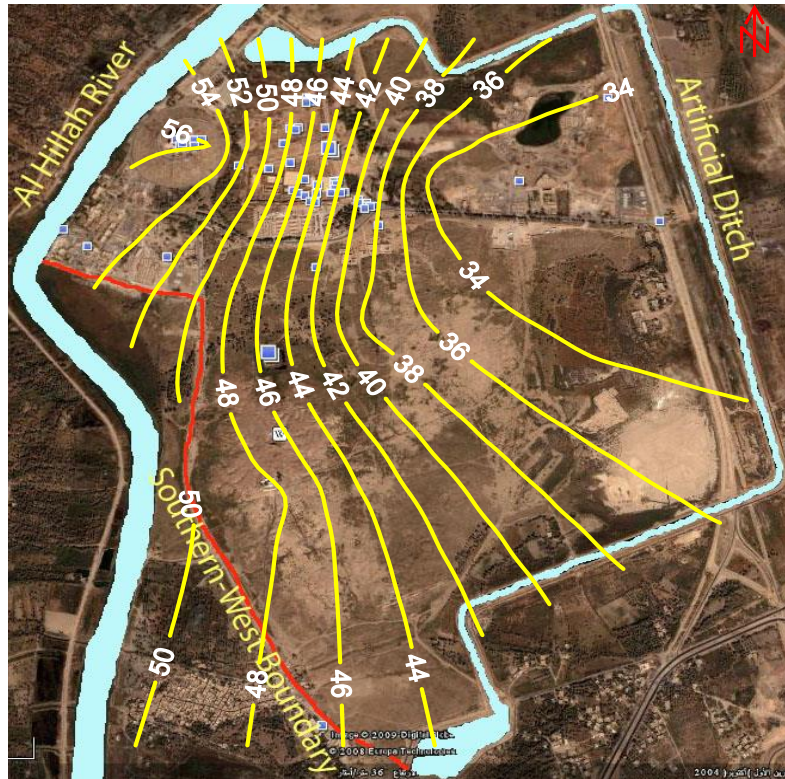 Al Hillah River
Artificial Ditch
Southern-West Boundary
54 52 50 48 46 44 42 40 38 36 34
56
34
36
38
40
42
44
46
48
50
50
48
46
44
W
Image © 2009 Digital
© 2008 Europa Technologies
2004